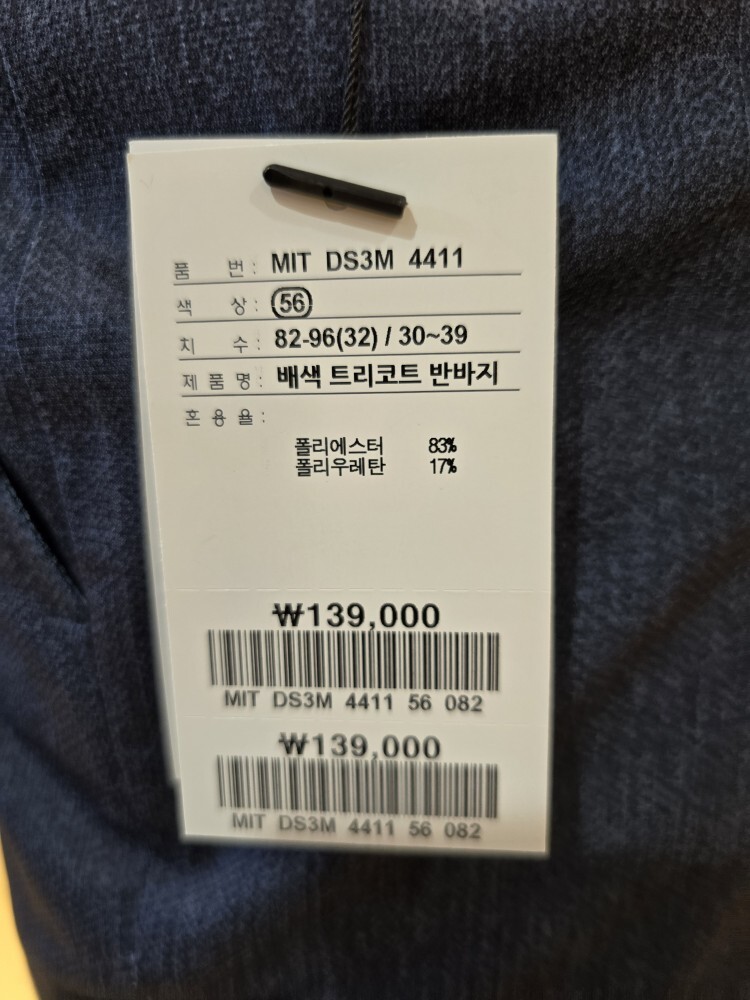 품 번 : MIT DS3M 4411
색 상 : 56
치 수 : 82-96(32) / 30~39
제 품 명 : 배색 트리코트 반바지
혼 용 율 :
폴리에스터 83%
폴리우레탄 17%
₩139,000
MIT DS3M 4411 56 082
₩139,000
MIT DS3M 4411 56 082